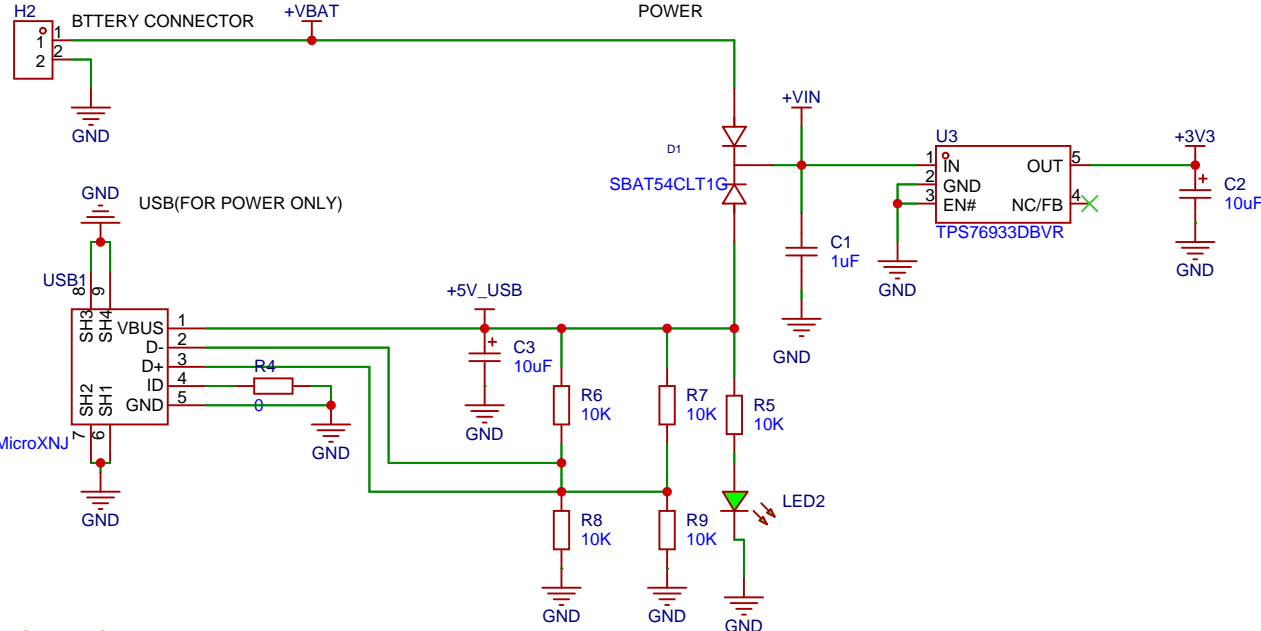 H2
BTTERY CONNECTOR
+VBAT
POWER
1
1
2
2
GND
+VIN
D1
SBAT54CLT1G
U3
1
IN
OUT
5
2
GND
3
EN#
NC/FB
4
TPS76933DBVR
+3V3
+
C2
10uF
GND
GND
C1
1uF
GND
GND
USB(FOR POWER ONLY)
USB1
8
9
SH3
SH4
VBUS
1
D-
2
D+
3
ID
4
GND
5
SH2
SH1
7
6
MicroXNJ
GND
R4
0
GND
+5V_USB
+
C3
10uF
GND
R6
10K
R7
10K
R5
10K
LED2
R8
10K
R9
10K
GND
GND
GND